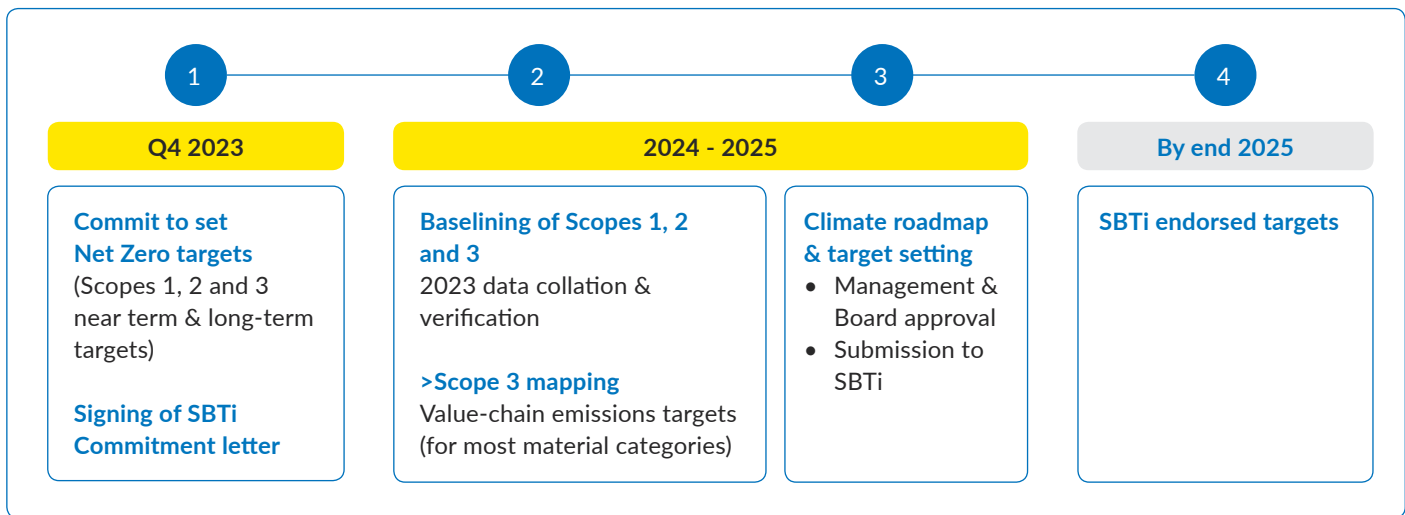 1
2
3
4
Q4 2023
2024 - 2025
By end 2025
Commit to set
Net Zero targets
(Scopes 1, 2 and 3
near term & long-term
targets)
Signing of SBTi
Commitment letter
Baselining of Scopes 1, 2
and 3
2023 data collation &
verification
>Scope 3 mapping
Value-chain emissions targets
(for most material categories)
Climate roadmap
& target setting
• Management &
Board approval
• Submission to
SBTi
SBTi endorsed targets